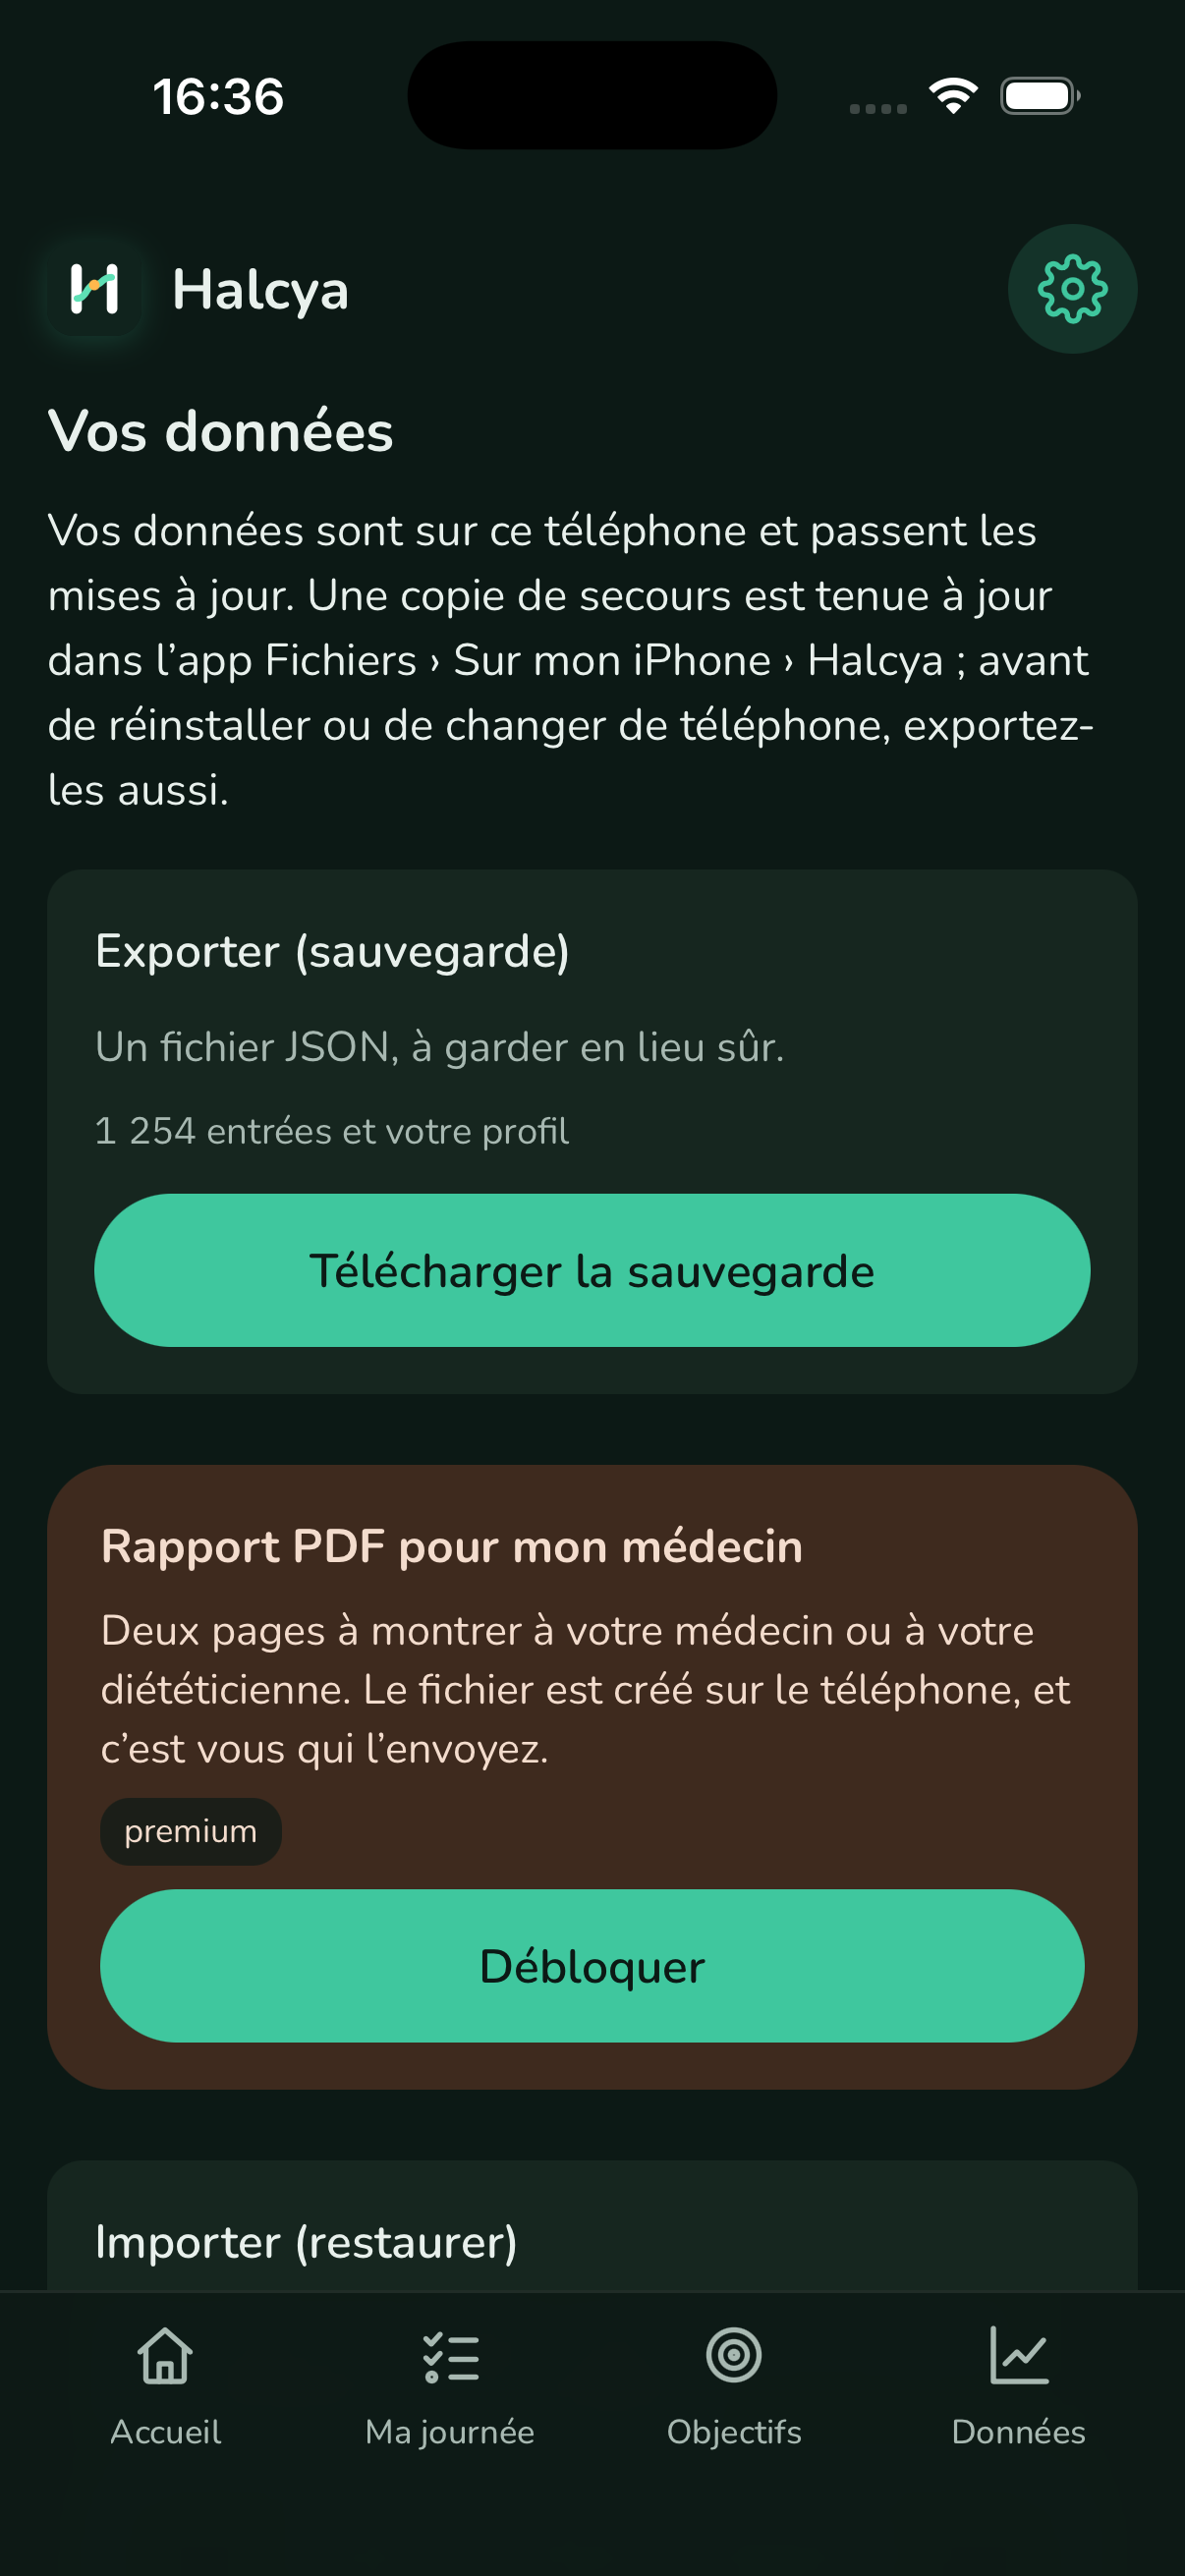 16:36
Halcya
Vos données
Vos données sont sur ce téléphone et passent les
mises à jour. Une copie de secours est tenue à jour
dans l’app Fichiers › Sur mon iPhone › Halcya ; avant
de réinstaller ou de changer de téléphone, exportez-
les aussi.
Exporter (sauvegarde)
Un fichier JSON, à garder en lieu sûr.
1 254 entrées et votre profil
Télécharger la sauvegarde
Rapport PDF pour mon médecin
Deux pages à montrer à votre médecin ou à votre
diététicienne. Le fichier est créé sur le téléphone, et
c’est vous qui l’envoyez.
premium
Débloquer
Importer (restaurer)
Accueil
Ma journée
Objectifs
Données